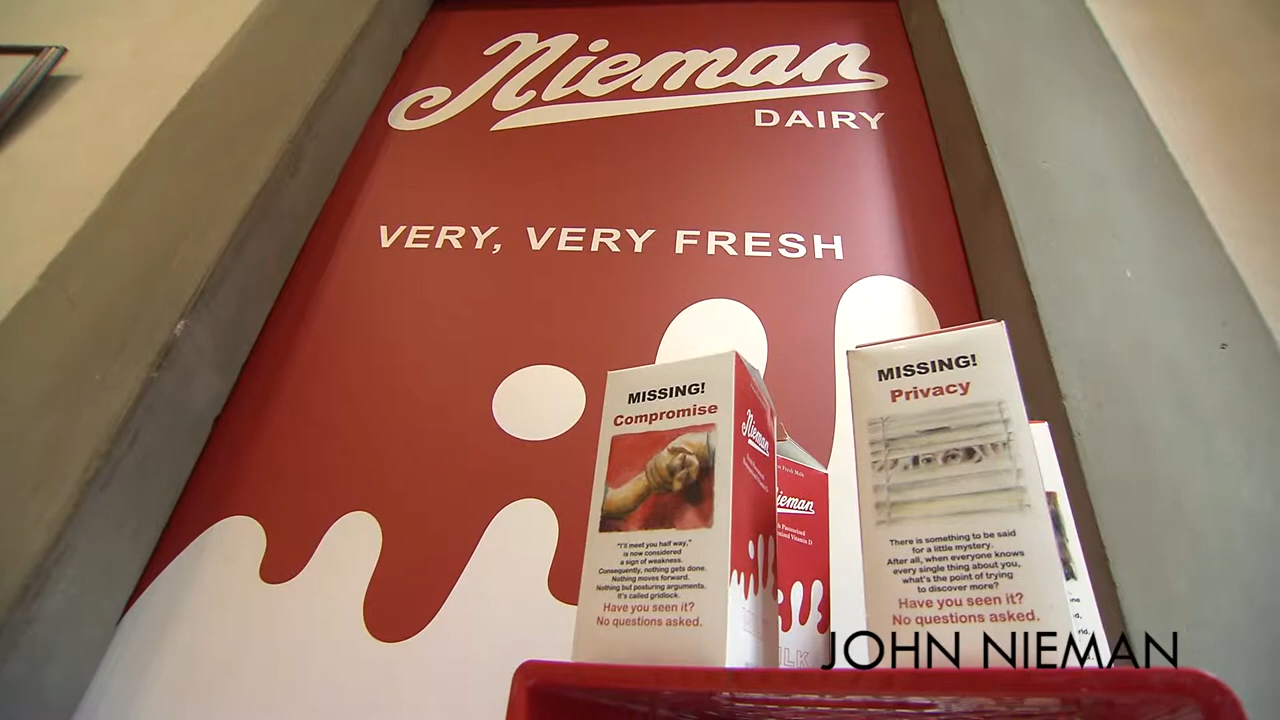 Nieman
DAIRY
VERY, VERY FRESH
MISSING!
Compromise
"I'll meet you half way,"
is now considered
a sign of weakness.
Consequently, nothing gets done.
Nothing moves forward.
Nothing but posturing arguments.
It's called gridlock.
Have you seen it?
No questions asked.
Nieman
Fresh Milk
Nieman
MISSING!
Privacy
There is something to be said
for a little mystery.
After all, when everyone knows
every single thing about you,
what's the point of trying
to discover more?
Have you seen it?
No questions asked.
JOHN NIEMAN